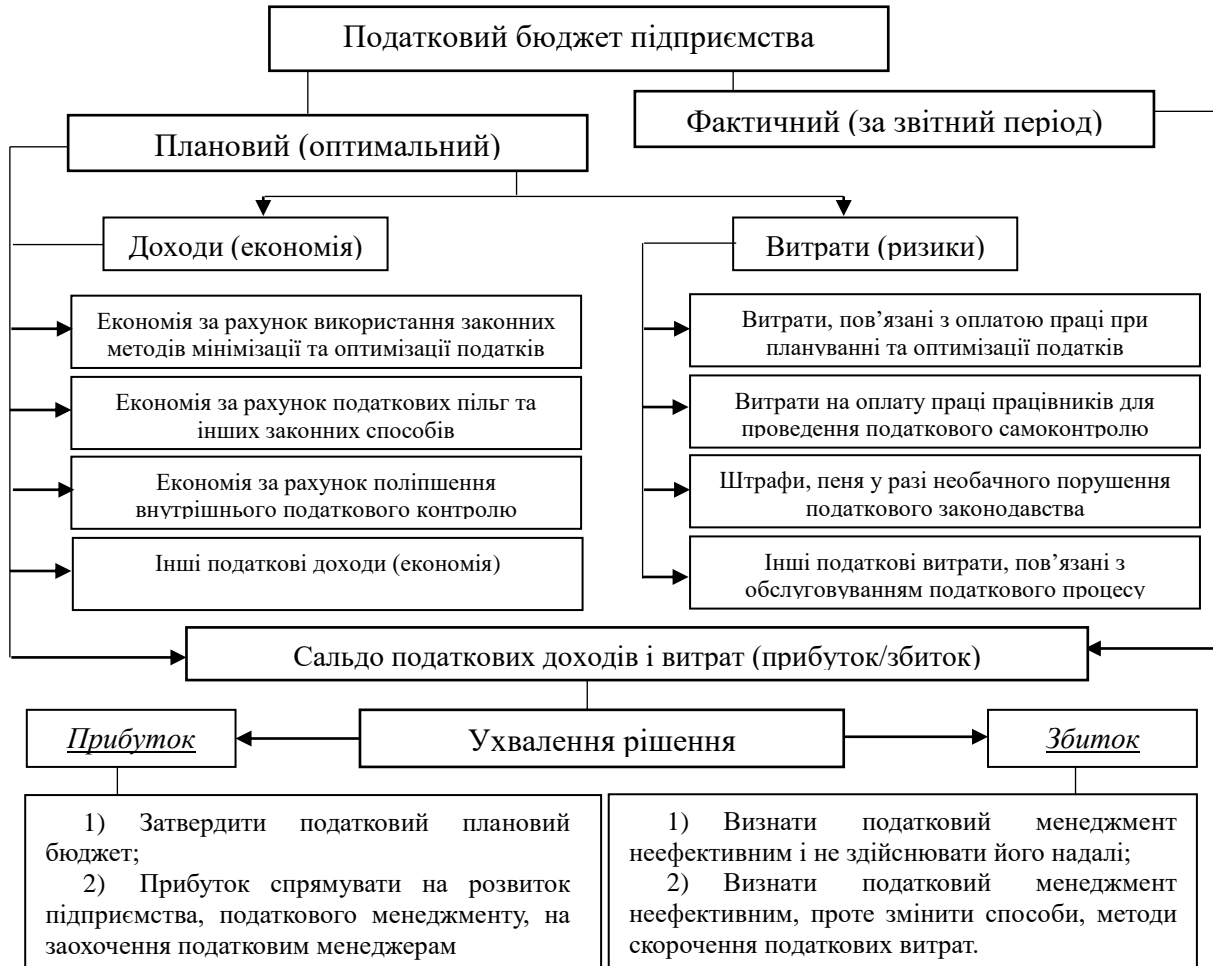 Податковий бюджет підприємства
Фактичний (за звітний період)
Плановий (оптимальний)
Доходи (економія)
Витрати (ризики)
Економія за рахунок використання законних
методів мінімізації та оптимізації податків
Економія за рахунок податкових пільг та
інших законних способів
Економія за рахунок поліпшення
внутрішнього податкового контролю
Інші податкові доходи (економія)
Витрати, пов’язані з оплатою праці при
плануванні та оптимізації податків
Витрати на оплату праці працівників для
проведення податкового самоконтролю
Штрафи, пеня у разі необачного порушення
податкового законодавства
Інші податкові витрати, пов’язані з
обслуговуванням податкового процесу
Сальдо податкових доходів і витрат (прибуток/збиток)
Прибуток
Ухвалення рішення
Збиток
1) Затвердити податковий плановий
бюджет;
2) Прибуток спрямувати на розвиток
підприємства, податкового менеджменту, на
заохочення податковим менеджерам
1) Визнати податковий менеджмент
неефективним і не здійснювати його надалі;
2) Визнати податковий менеджмент
неефективним, проте змінити способи, методи
скорочення податкових витрат.